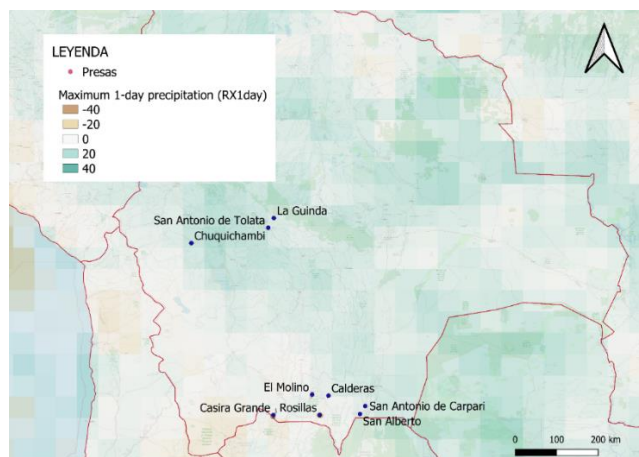 LEYENDA
Presas
Maximum 1-day precipitation (RX1day)
-40
-20
0
20
40
La Guinda
San Antonio de Tolata
Chuquichambi
El Molino
Calderas
San Antonio de Carpari
Casira Grande
Rosillas
San Alberto
0 100 200 km